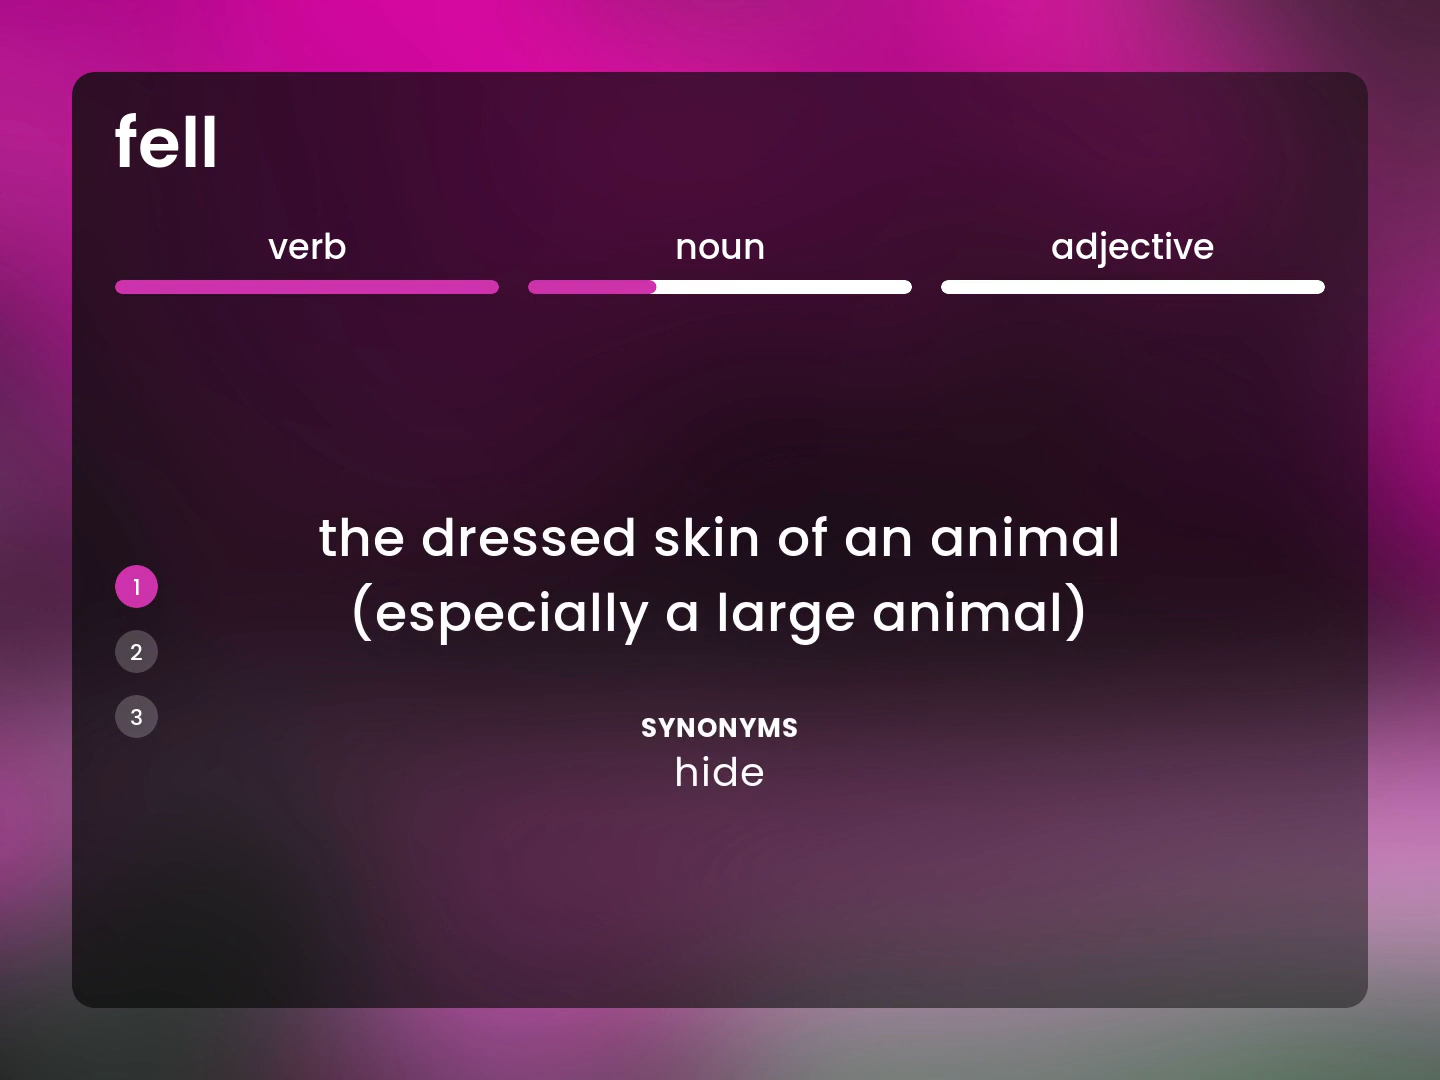 fell
verb
noun
adjective
the dressed skin of an animal
(especially a large animal)
1
2
3
SYNONYMS
hide